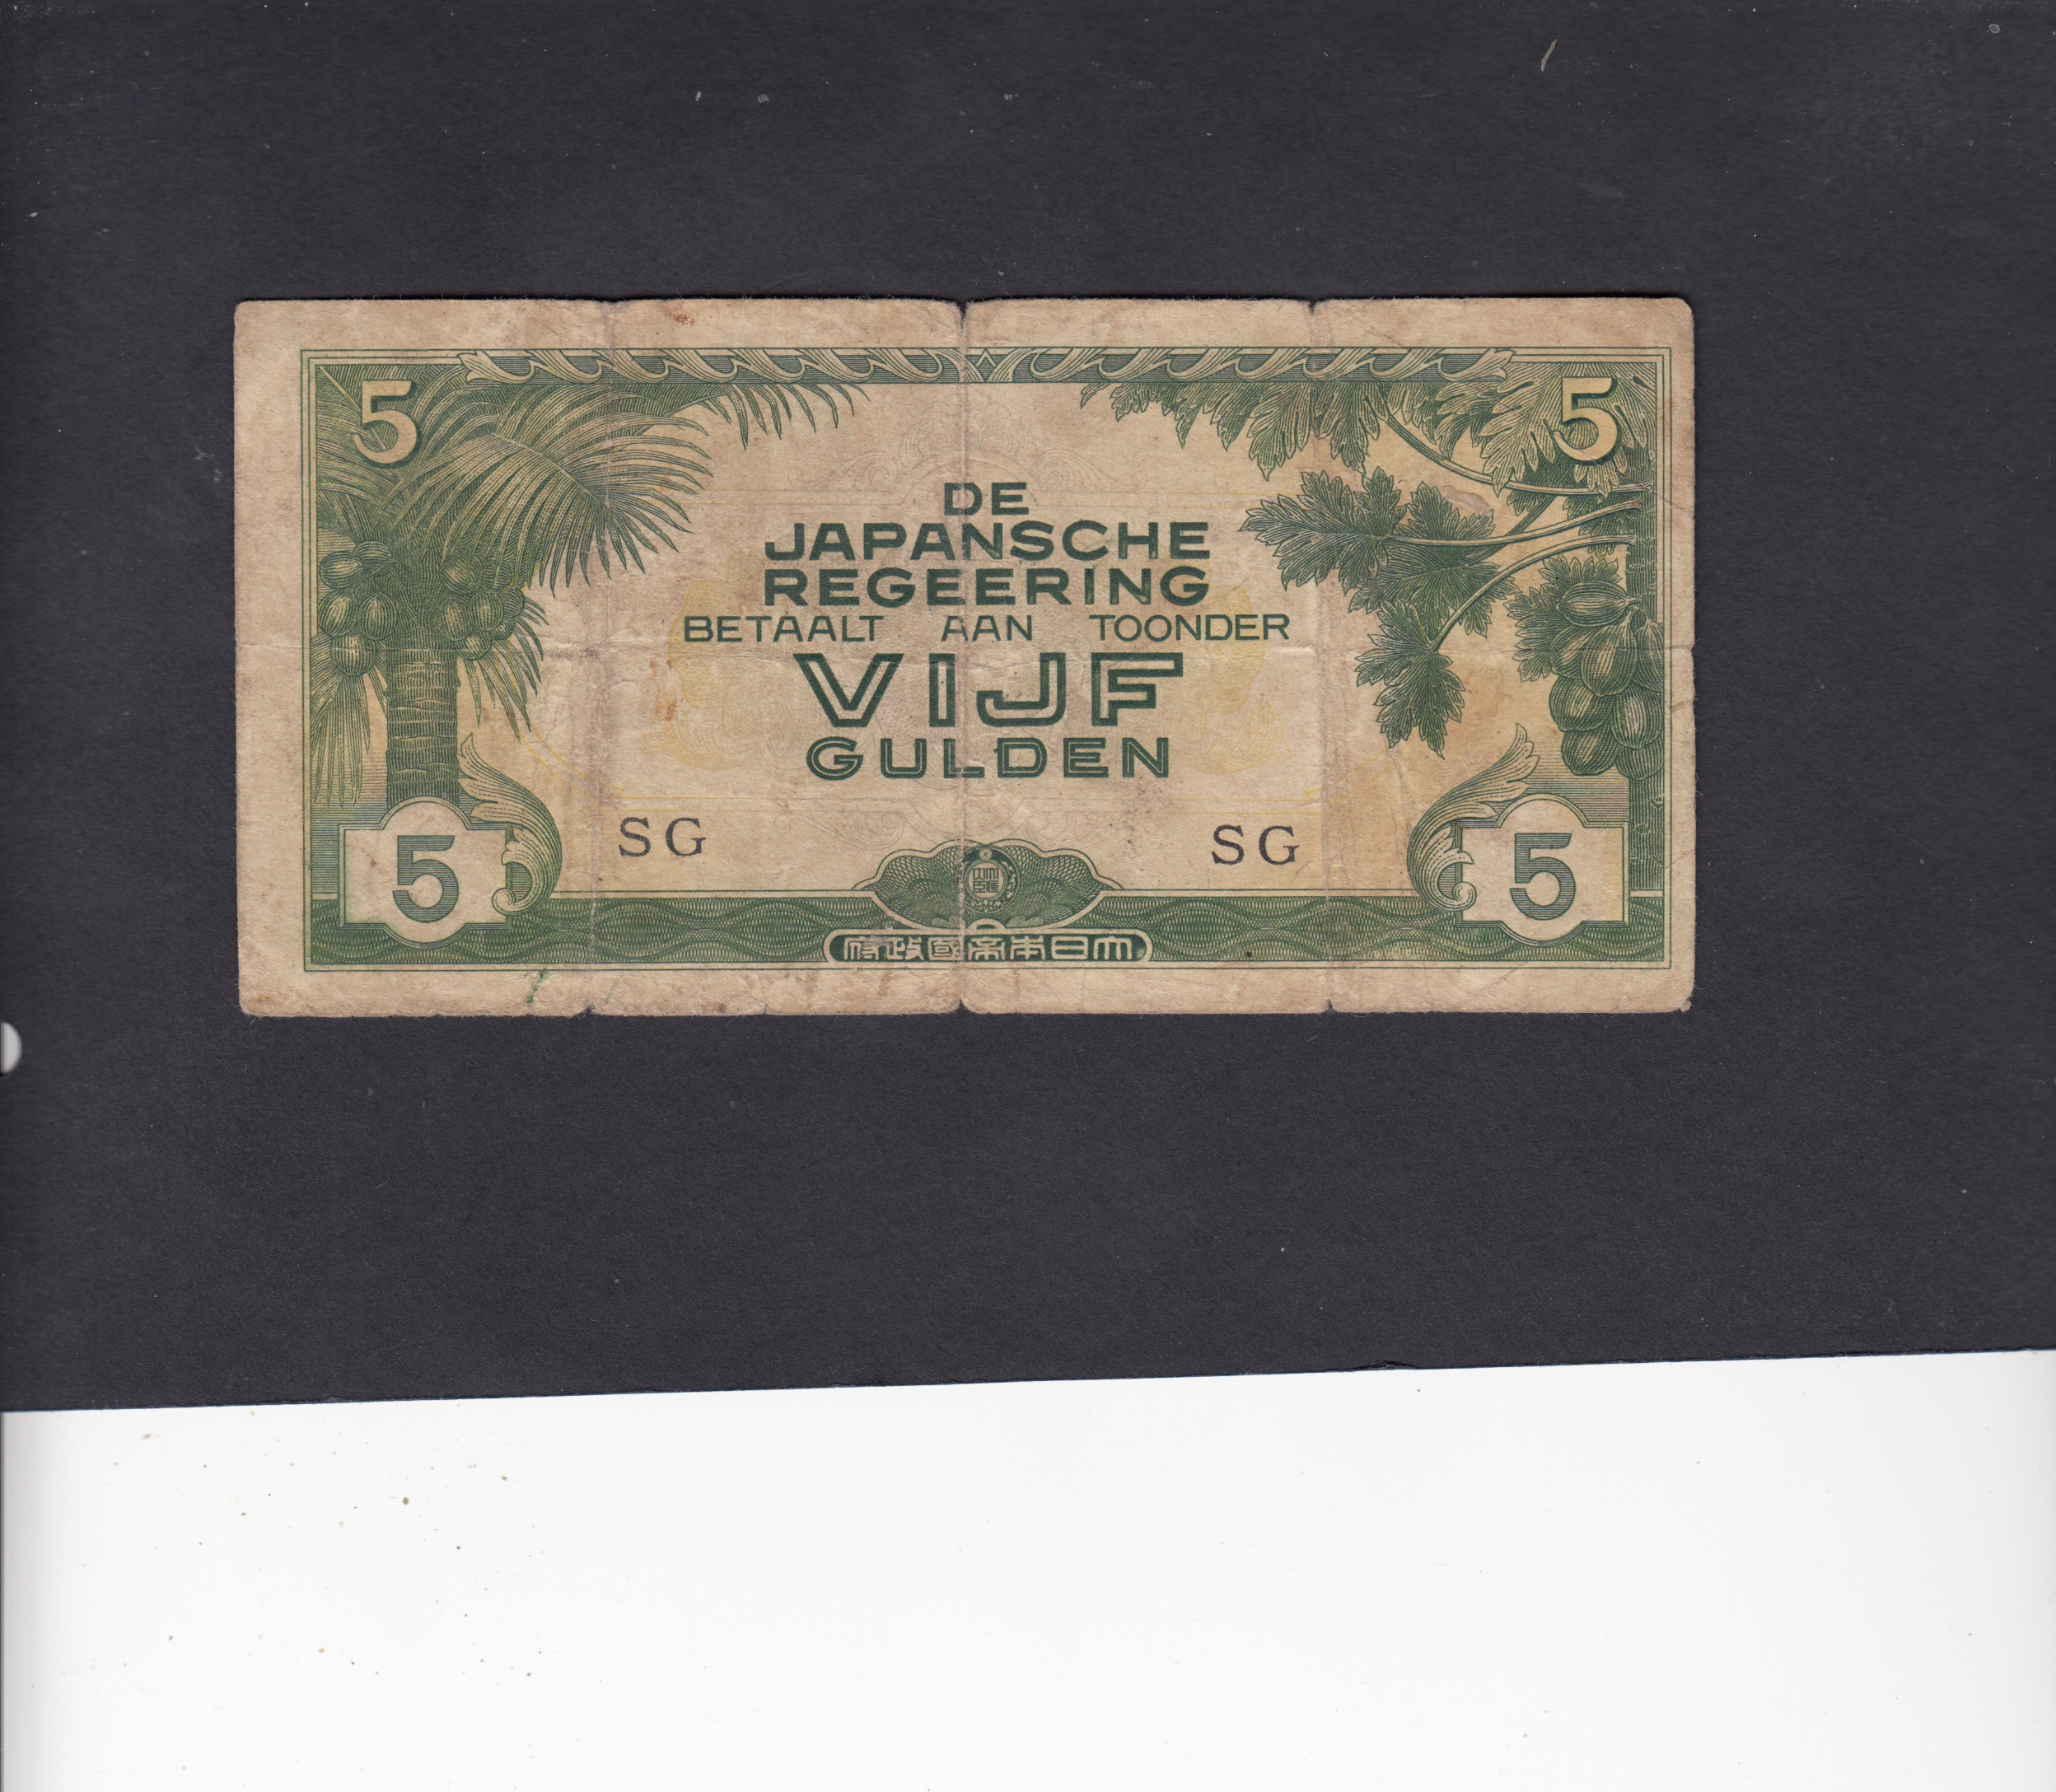 5 5
DE
JAPANSCHE
REGEERING
BETAALT AAN TOONDER
VIJF
GULDEN
SG SG
5 5
府政國帝本日大